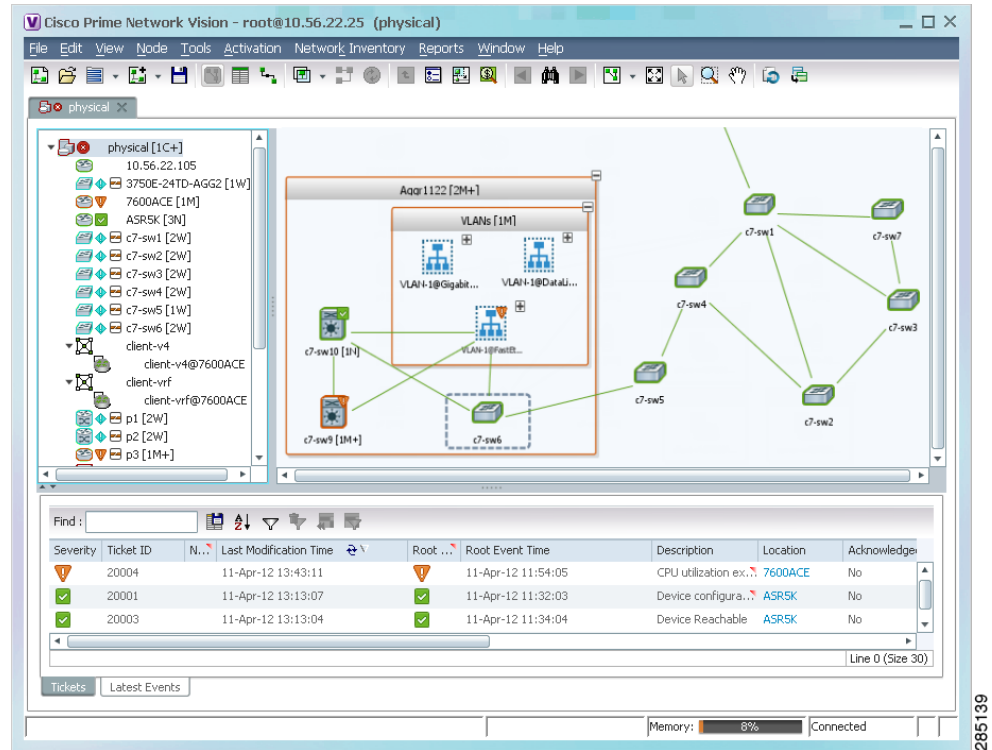 Cisco Prime Network Vision - root@10.56.22.25 (physical)
File Edit View Node Tools Activation Network Inventory Reports Window Help
physical
physical [1C+]
10.56.22.105
3750E-24TD-AGG2 [1W]
7600ACE [1M]
ASR5K [3N]
c7-sw1 [2W]
c7-sw2 [2W]
c7-sw3 [2W]
c7-sw4 [2W]
c7-sw5 [1W]
c7-sw6 [2W]
client-v4
client-v4@7600ACE
client-vrf
client-vrf@7600ACE
p1 [2W]
p2 [2W]
p3 [1M+]
Aggr1122 [2M+]
VLANs [1M]
VLAN-1@Gigabit...
VLAN-1@DataLi...
VLAN-1@FastEt...
c7-sw10 [1N]
c7-sw9 [1M+]
c7-sw6
c7-sw1
c7-sw7
c7-sw4
c7-sw3
c7-sw5
c7-sw2
Find :
Severity Ticket ID N... Last Modification Time Root ... Root Event Time Description Location Acknowledge
20004 11-Apr-12 13:43:11 11-Apr-12 11:54:05 CPU utilization ex... 7600ACE No
20001 11-Apr-12 13:13:07 11-Apr-12 11:32:03 Device configura... ASR5K No
20003 11-Apr-12 13:13:04 11-Apr-12 11:34:04 Device Reachable ASR5K No
Line 0 (Size 30)
Tickets Latest Events
Memory: 8% Connected
285139